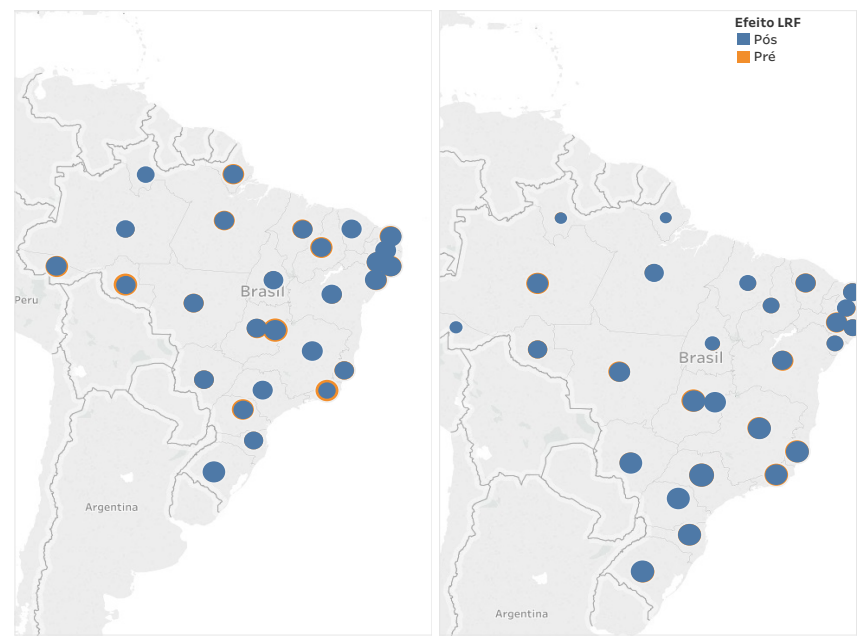 Efeito LRF
Pós
Pré
Brasil
Peru
Brasil
Argentina
Argentina